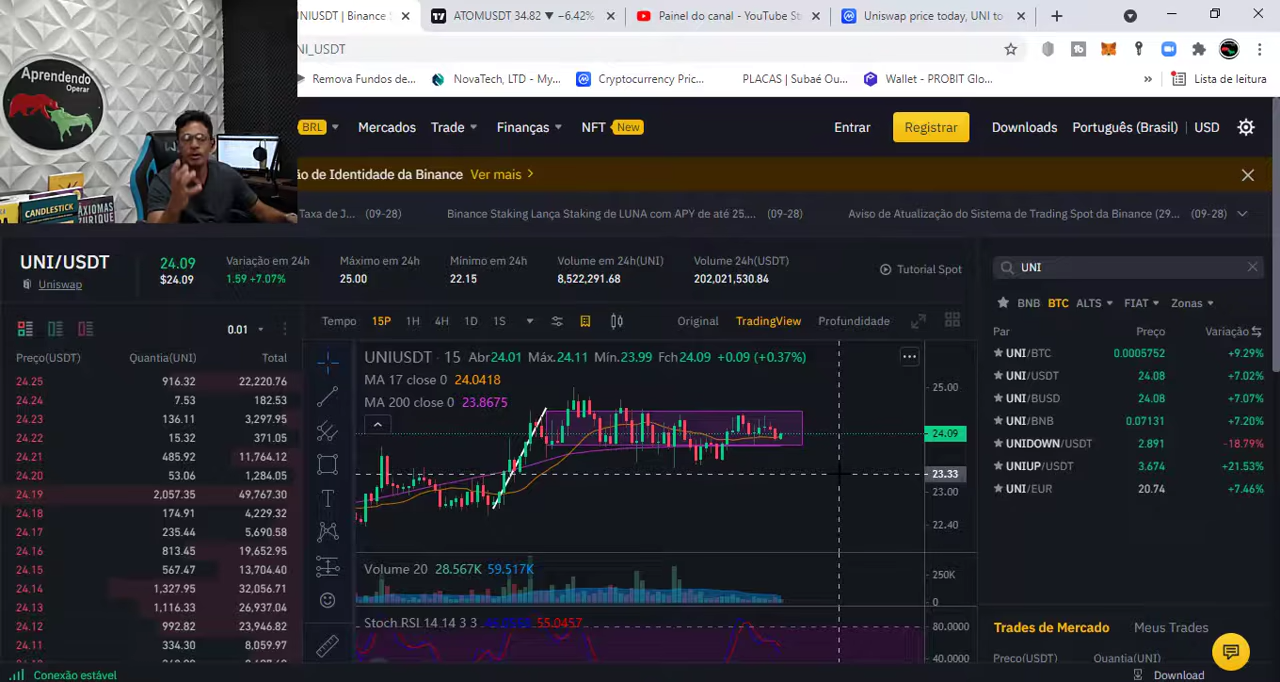 NIUSDT | Binance S
ATOMUSDT 34.82 ▼ −6.42%
Painel do canal - YouTube St
Uniswap price today, UNI to
NI_USDT
Remova Fundos de...
NovaTech, LTD - My...
Cryptocurrency Pric...
PLACAS | Subaé Ou...
Wallet - PROBIT Glo...
»
Lista de leitura
Aprendendo
Operar
CANDLESTICK
AXIOMAS
ZURIQUE
BRL
Mercados
Trade
Finanças
NFT
New
Entrar
Registrar
Downloads
Português (Brasil)
USD
ão de Identidade da Binance
Ver mais
Taxa de J... (09-28)
Binance Staking Lança Staking de LUNA com APY de até 25.... (09-28)
Aviso de Atualização do Sistema de Trading Spot da Binance (29... (09-28)
UNI/USDT
Uniswap
24.09
$24.09
Variação em 24h
1.59 +7.07%
Máximo em 24h
25.00
Mínimo em 24h
22.15
Volume em 24h(UNI)
8,522,291.68
Volume 24h(USDT)
202,021,530.84
Tutorial Spot
0.01
Preço(USDT) Quantia(UNI) Total
24.25 916.32 22,220.76
24.24 7.53 182.53
24.23 136.11 3,297.95
24.22 15.32 371.05
24.21 485.92 11,764.12
24.20 53.06 1,284.05
24.19 2,057.35 49,767.30
24.18 174.91 4,229.32
24.17 235.44 5,690.58
24.16 813.45 19,652.95
24.15 567.47 13,704.40
24.14 1,327.95 32,056.71
24.13 1,116.33 26,937.04
24.12 992.82 23,946.82
24.11 334.30 8,059.97
Tempo 15P 1H 4H 1D 1S
Original TradingView Profundidade
UNIUSDT · 15 Abr24.01 Máx.24.11 Mín.23.99 Fch24.09 +0.09 (+0.37%)
MA 17 close 0 24.0418
MA 200 close 0 23.8675
25.00
24.09
23.33
23.00
22.40
Volume 20 28.567K 59.517K
250K
0
Stoch RSI 14 14 3 3 55.0457
80.0000
40.0000
UNI
BNB BTC ALTS FIAT Zonas
Par Preço Variação
UNI/BTC 0.0005752 +9.29%
UNI/USDT 24.08 +7.02%
UNI/BUSD 24.08 +7.07%
UNI/BNB 0.07131 +7.20%
UNIDOWN/USDT 2.891 -18.79%
UNIUP/USDT 3.674 +21.53%
UNI/EUR 20.74 +7.46%
Trades de Mercado Meus Trades
Preço(USDT) Quantia(UNI)
Conexão estável
Download